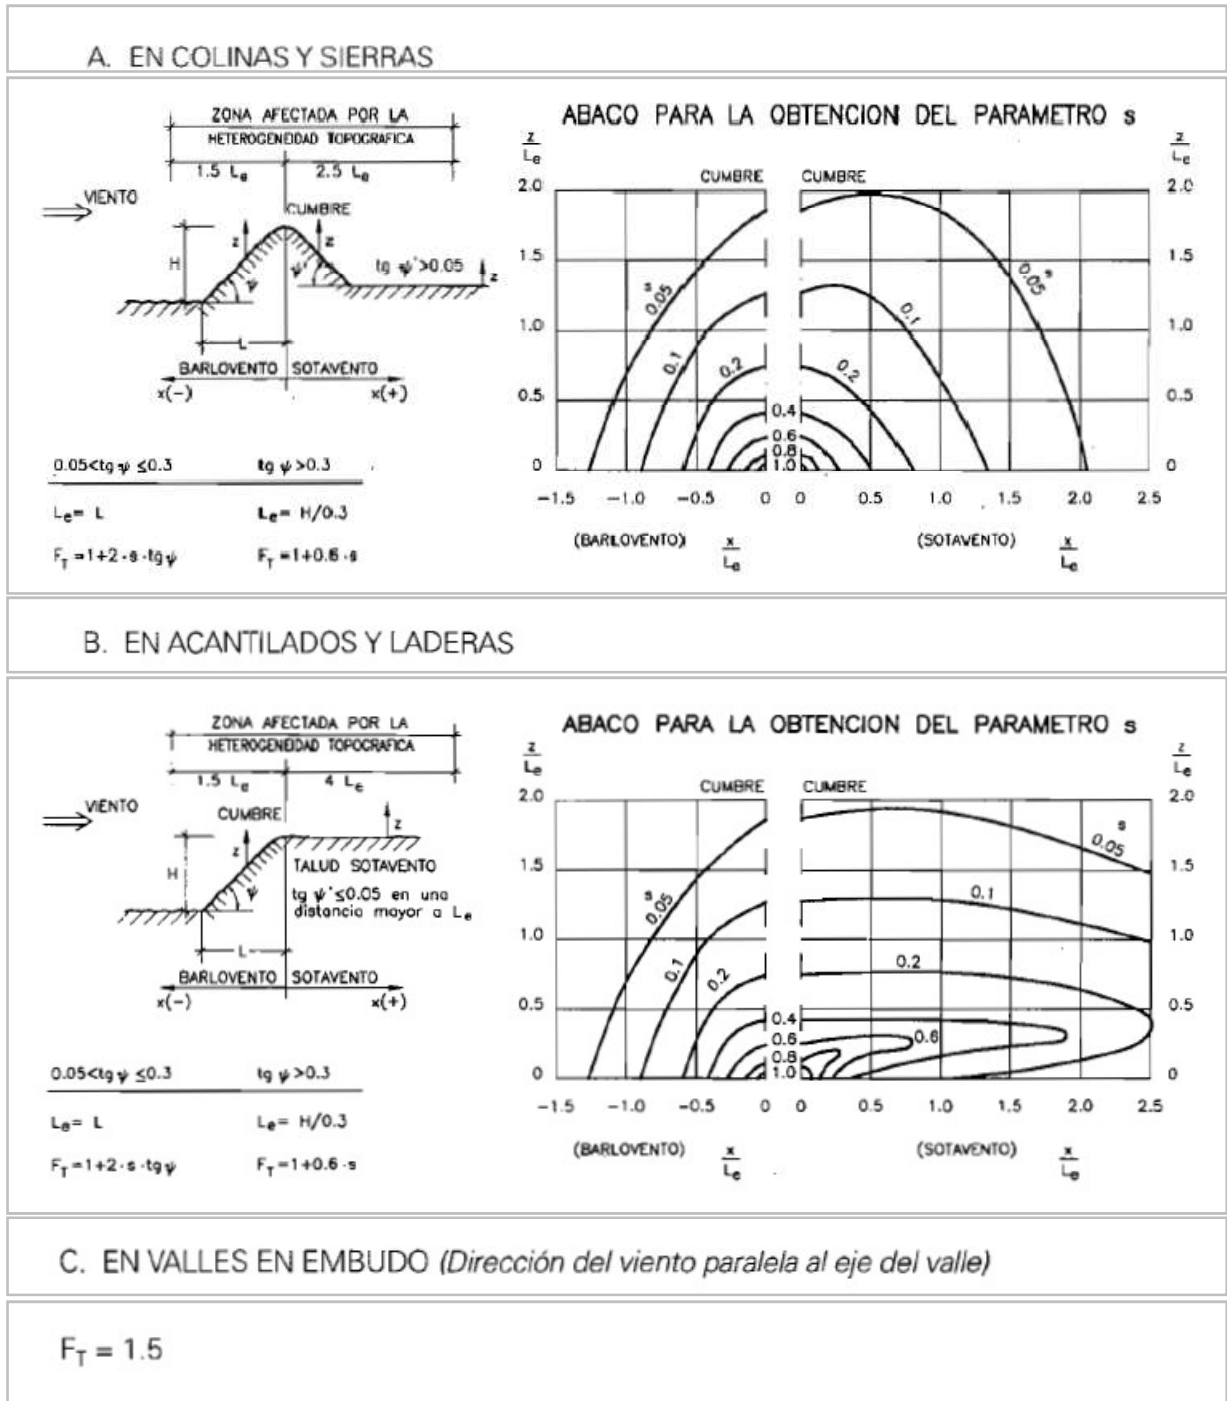 A. EN COLINAS Y SIERRAS
ZONA AFECTADA POR LA
HETEROGENEIDAD TOPOGRAFICA
1.5 Le 2.5 Le
VIENTO
CUMBRE
z z
H
ψ ψ'
tg ψ'>0.05
z
L
BARLOVENTO SOTAVENTO
x(-) x(+)
0.05<tg ψ ≤0.3 tg ψ >0.3
Le= L Le= H/0.3
FT =1+2·s·tgψ FT =1+0.6·s
ABACO PARA LA OBTENCION DEL PARAMETRO s
z/Le z/Le
CUMBRE CUMBRE
2.0 2.0
1.5 1.5
s 0.05 s 0.05
1.0 0.1 0.1 1.0
0.2 0.2
0.5 0.5
0.4
0.6
0.8
0 1.0 0
-1.5 -1.0 -0.5 0 0 0.5 1.0 1.5 2.0 2.5
(BARLOVENTO) x/Le (SOTAVENTO) x/Le
B. EN ACANTILADOS Y LADERAS
ZONA AFECTADA POR LA
HETEROGENEIDAD TOPOGRAFICA
1.5 Le 4 Le
VIENTO
CUMBRE
z
z
H
ψ
TALUD SOTAVENTO
tg ψ'≤0.05 en una
distancia mayor a Le
L
BARLOVENTO SOTAVENTO
x(-) x(+)
0.05<tg ψ ≤0.3 tg ψ >0.3
Le= L Le= H/0.3
FT =1+2·s·tgψ FT=1+0.6·s
ABACO PARA LA OBTENCION DEL PARAMETRO s
z/Le z/Le
CUMBRE CUMBRE
2.0 2.0
s 0.05
1.5 1.5
s 0.05 0.1
1.0 1.0
0.1 0.2 0.2
0.5 0.5
0.4
0.6 0.6
0.8
0 1.0 0
-1.5 -1.0 -0.5 0 0 0.5 1.0 1.5 2.0 2.5
(BARLOVENTO) x/Le (SOTAVENTO) x/Le
C. EN VALLES EN EMBUDO (Dirección del viento paralela al eje del valle)
FT = 1.5